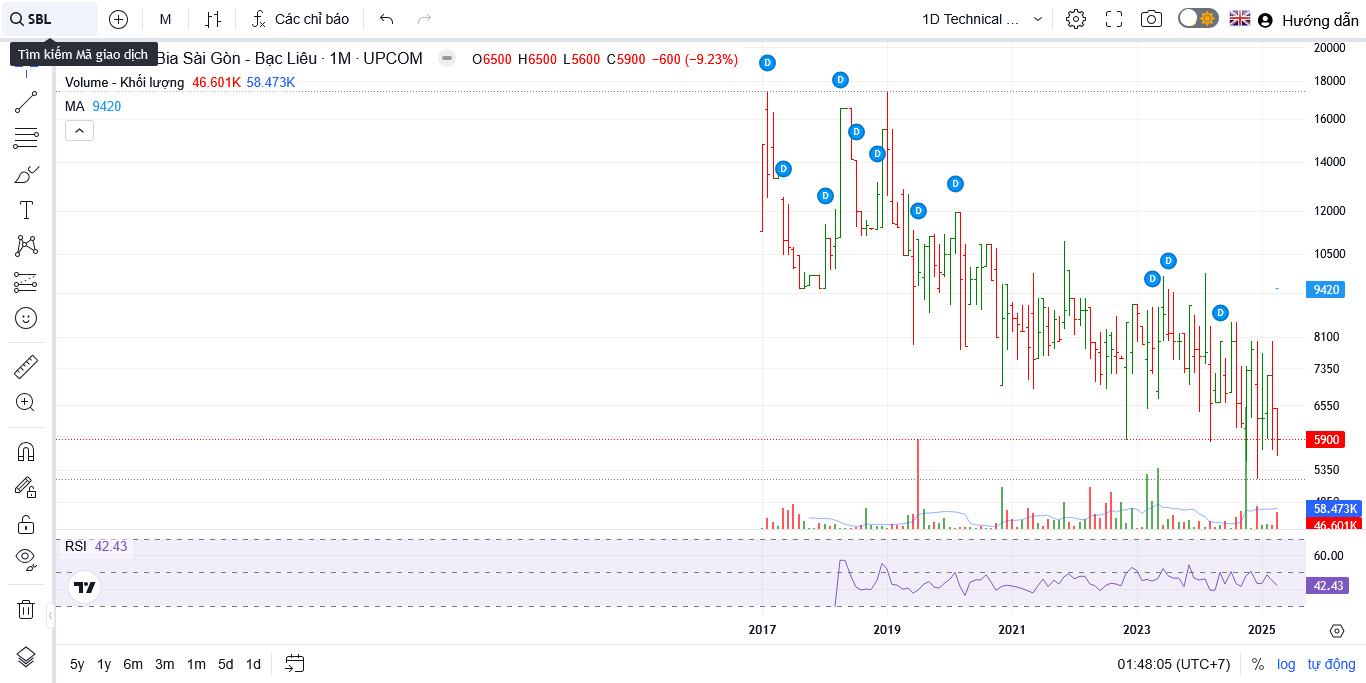 SBL
M
Các chỉ báo
1D Technical ...
Hướng dẫn
Tìm kiếm Mã giao dịch
Bia Sài Gòn - Bạc Liêu · 1M · UPCOM
O6500 H6500 L5600 C5900 −600 (−9.23%)
Volume - Khối lượng 46.601K 58.473K
MA 9420
D
D
D
D
D
D
D
D
D
D
D
20000
18000
16000
14000
12000
10500
9420
8100
7350
6550
5900
5350
4850
58.473K
46.601K
RSI 42.43
60.00
42.43
2017 2019 2021 2023 2025
5y 1y 6m 3m 1m 5d 1d
01:48:05 (UTC+7) % log tự động